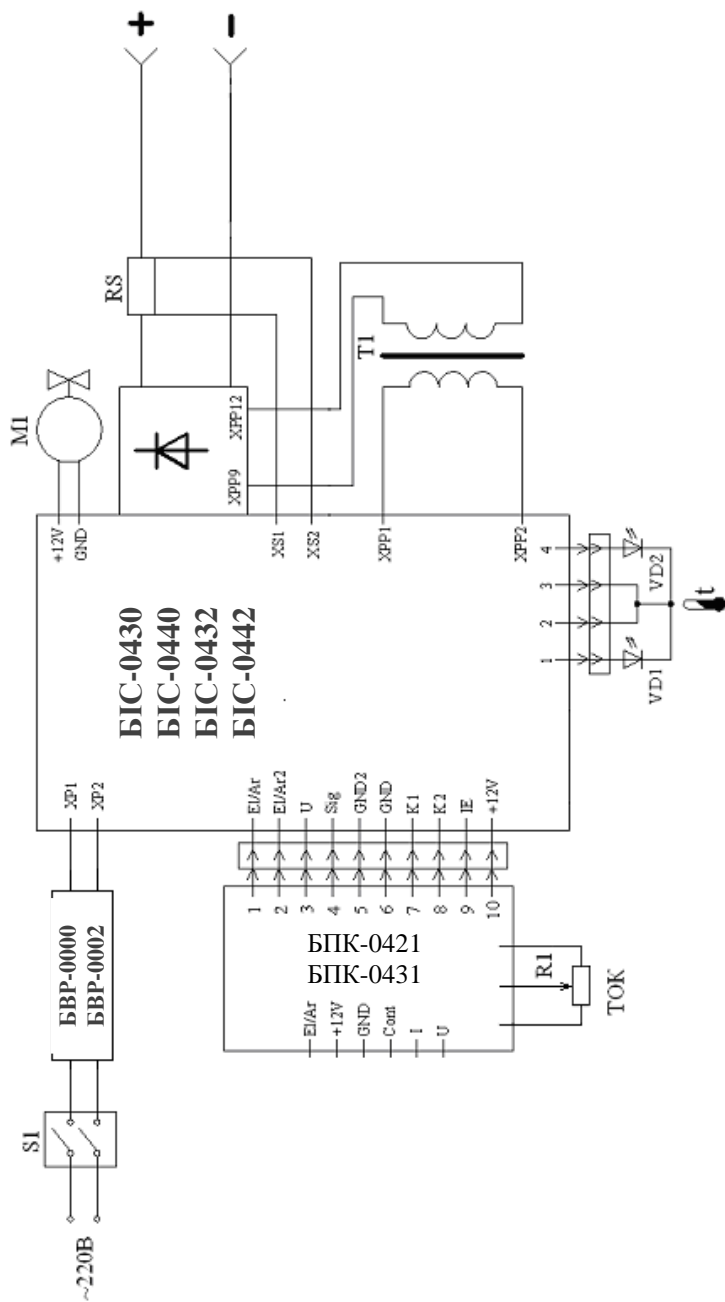 ~220В
S1
БВР-0000
БВР-0002
XP1
XP2
+12V
GND
M1
БІС-0430
БІС-0440
БІС-0432
БІС-0442
RS
+
-
XPP9
XPP12
XS1
XS2
XPP1
XPP2
T1
El/Ar
El/Ar2
U
Sig
GND2
GND
K1
K2
IE
+12V
1
2
3
4
5
6
7
8
9
10
БПК-0421
БПК-0431
El/Ar
+12V
GND
Cont
I
U
R1
ТОК
1
2
3
4
VD1
VD2
t